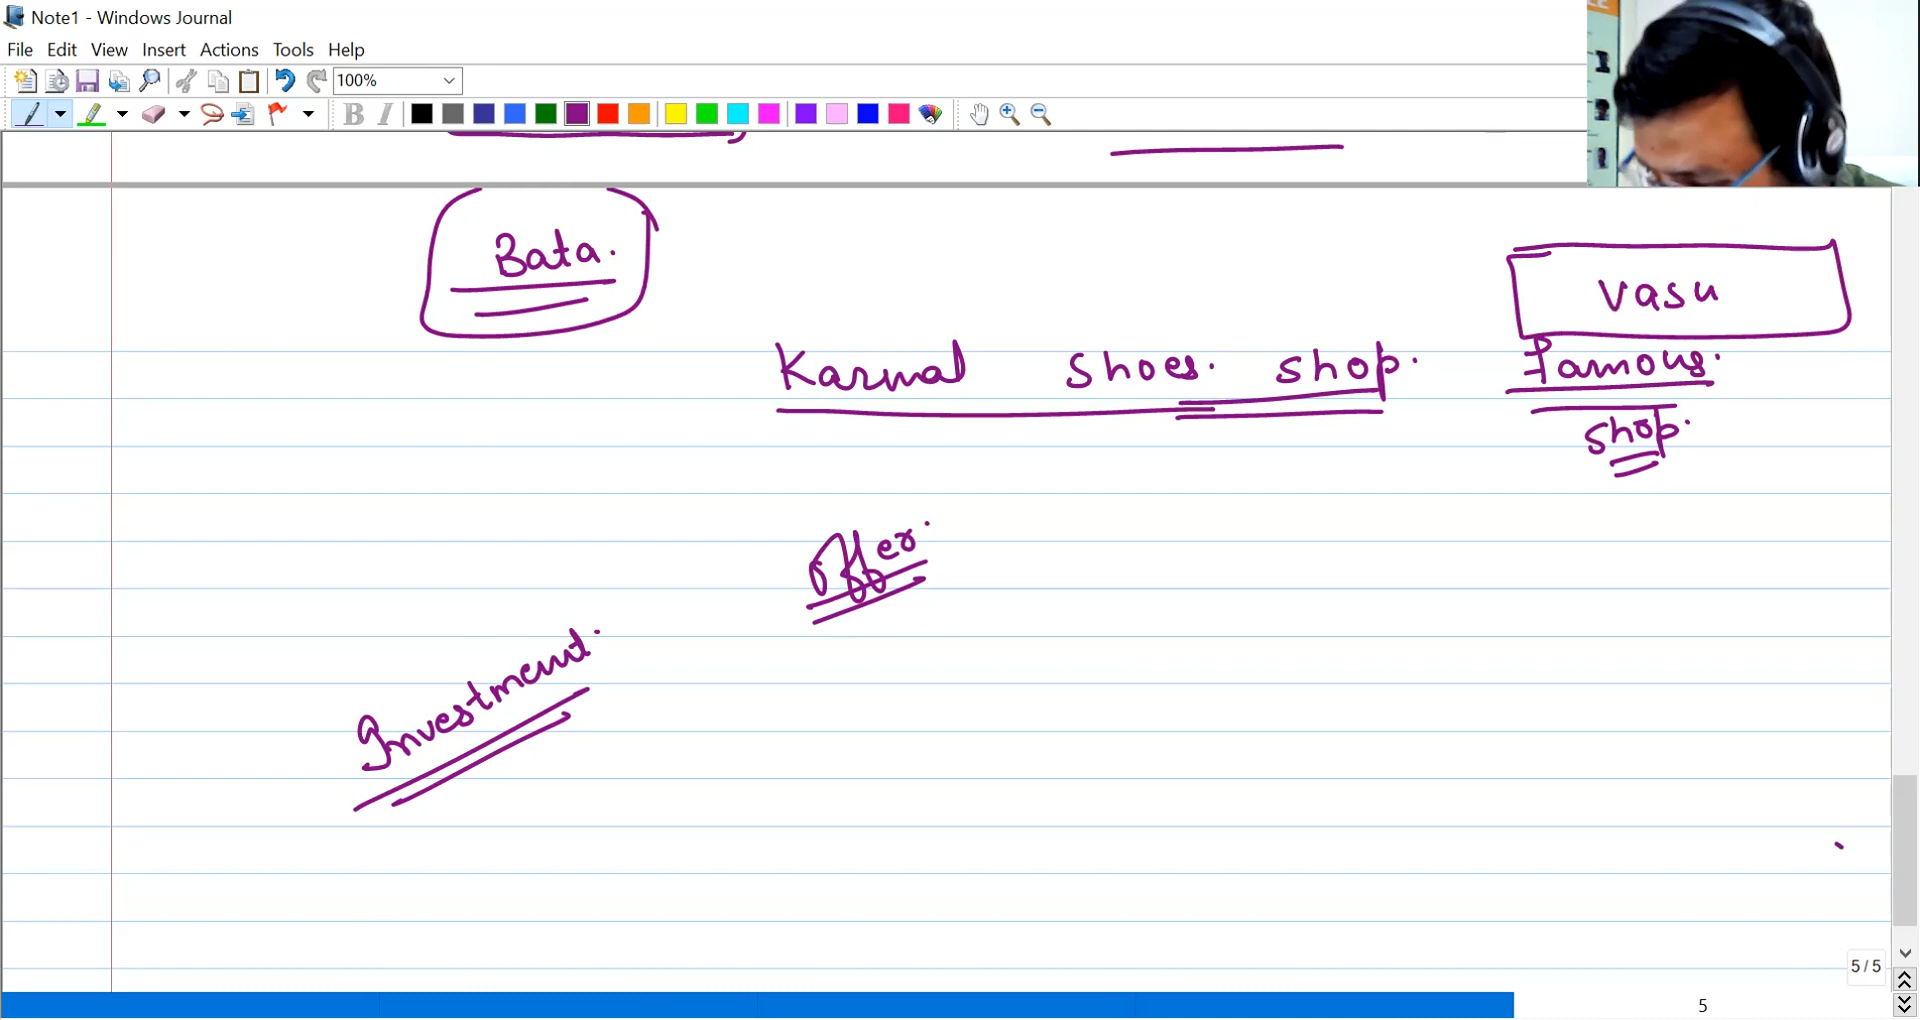 Note1 - Windows Journal
File Edit View Insert Actions Tools Help
100%
B I
Bata.
Vasu
Karnal Shoes. Shop.
Famous.
Shop.
Offer.
Investment.
5 / 5
5